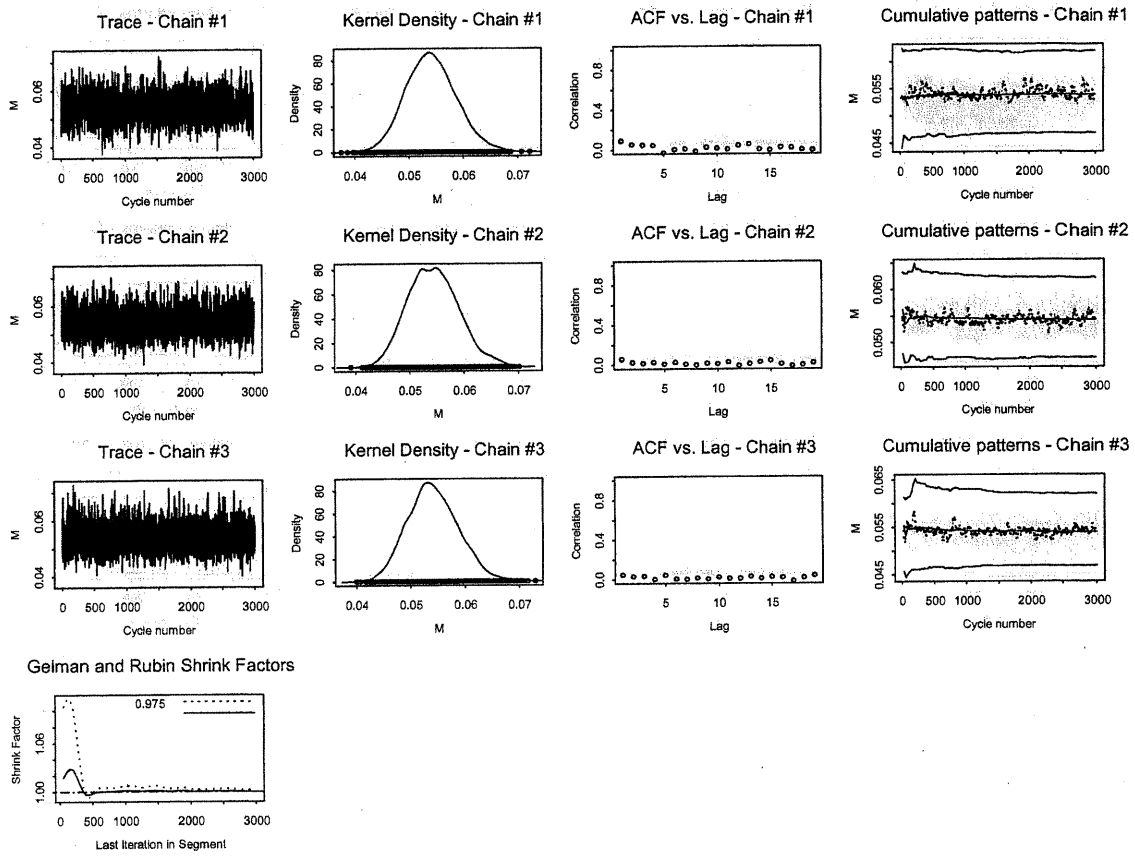 Trace - Chain #1
M
0.04 0.06
0 500 1000 2000 3000
Cycle number
Kernel Density - Chain #1
Density
0 20 40 60 80
0.04 0.05 0.06 0.07
M
ACF vs. Lag - Chain #1
Correlation
0.0 0.4 0.8
5 10 15
Lag
Cumulative patterns - Chain #1
M
0.045 0.055
0 500 1000 2000 3000
Cycle number
Trace - Chain #2
M
0.04 0.06
0 500 1000 2000 3000
Cycle number
Kernel Density - Chain #2
Density
0 20 40 60 80
0.04 0.05 0.06 0.07
M
ACF vs. Lag - Chain #2
Correlation
0.0 0.4 0.8
5 10 15
Lag
Cumulative patterns - Chain #2
M
0.050 0.060
0 500 1000 2000 3000
Cycle number
Trace - Chain #3
M
0.04 0.06
0 500 1000 2000 3000
Cycle number
Kernel Density - Chain #3
Density
0 20 40 60 80
0.04 0.05 0.06 0.07
M
ACF vs. Lag - Chain #3
Correlation
0.0 0.4 0.8
5 10 15
Lag
Cumulative patterns - Chain #3
M
0.045 0.055 0.065
0 500 1000 2000 3000
Cycle number
Gelman and Rubin Shrink Factors
Shrink Factor
1.00 1.06
0.975
0 500 1000 2000 3000
Last Iteration in Segment